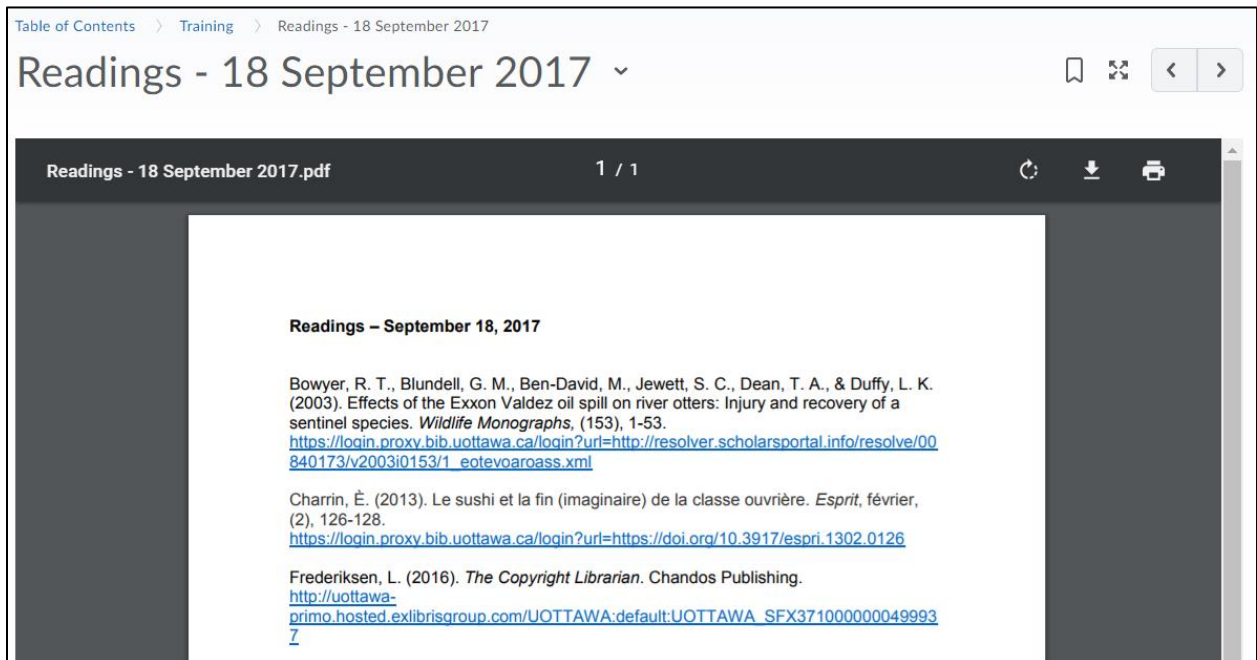 Table of Contents > Training > Readings - 18 September 2017
Readings - 18 September 2017
Readings - 18 September 2017.pdf 1 / 1
Readings – September 18, 2017
Bowyer, R. T., Blundell, G. M., Ben-David, M., Jewett, S. C., Dean, T. A., & Duffy, L. K.
(2003). Effects of the Exxon Valdez oil spill on river otters: Injury and recovery of a
sentinel species. Wildlife Monographs, (153), 1-53.
https://login.proxy.bib.uottawa.ca/login?url=http://resolver.scholarsportal.info/resolve/00
840173/v2003i0153/1_eotevoaroass.xml
Charrin, È. (2013). Le sushi et la fin (imaginaire) de la classe ouvrière. Esprit, février,
(2), 126-128.
https://login.proxy.bib.uottawa.ca/login?url=https://doi.org/10.3917/espri.1302.0126
Frederiksen, L. (2016). The Copyright Librarian. Chandos Publishing.
http://uottawa-
primo.hosted.exlibrisgroup.com/UOTTAWA:default:UOTTAWA_SFX371000000049993
7